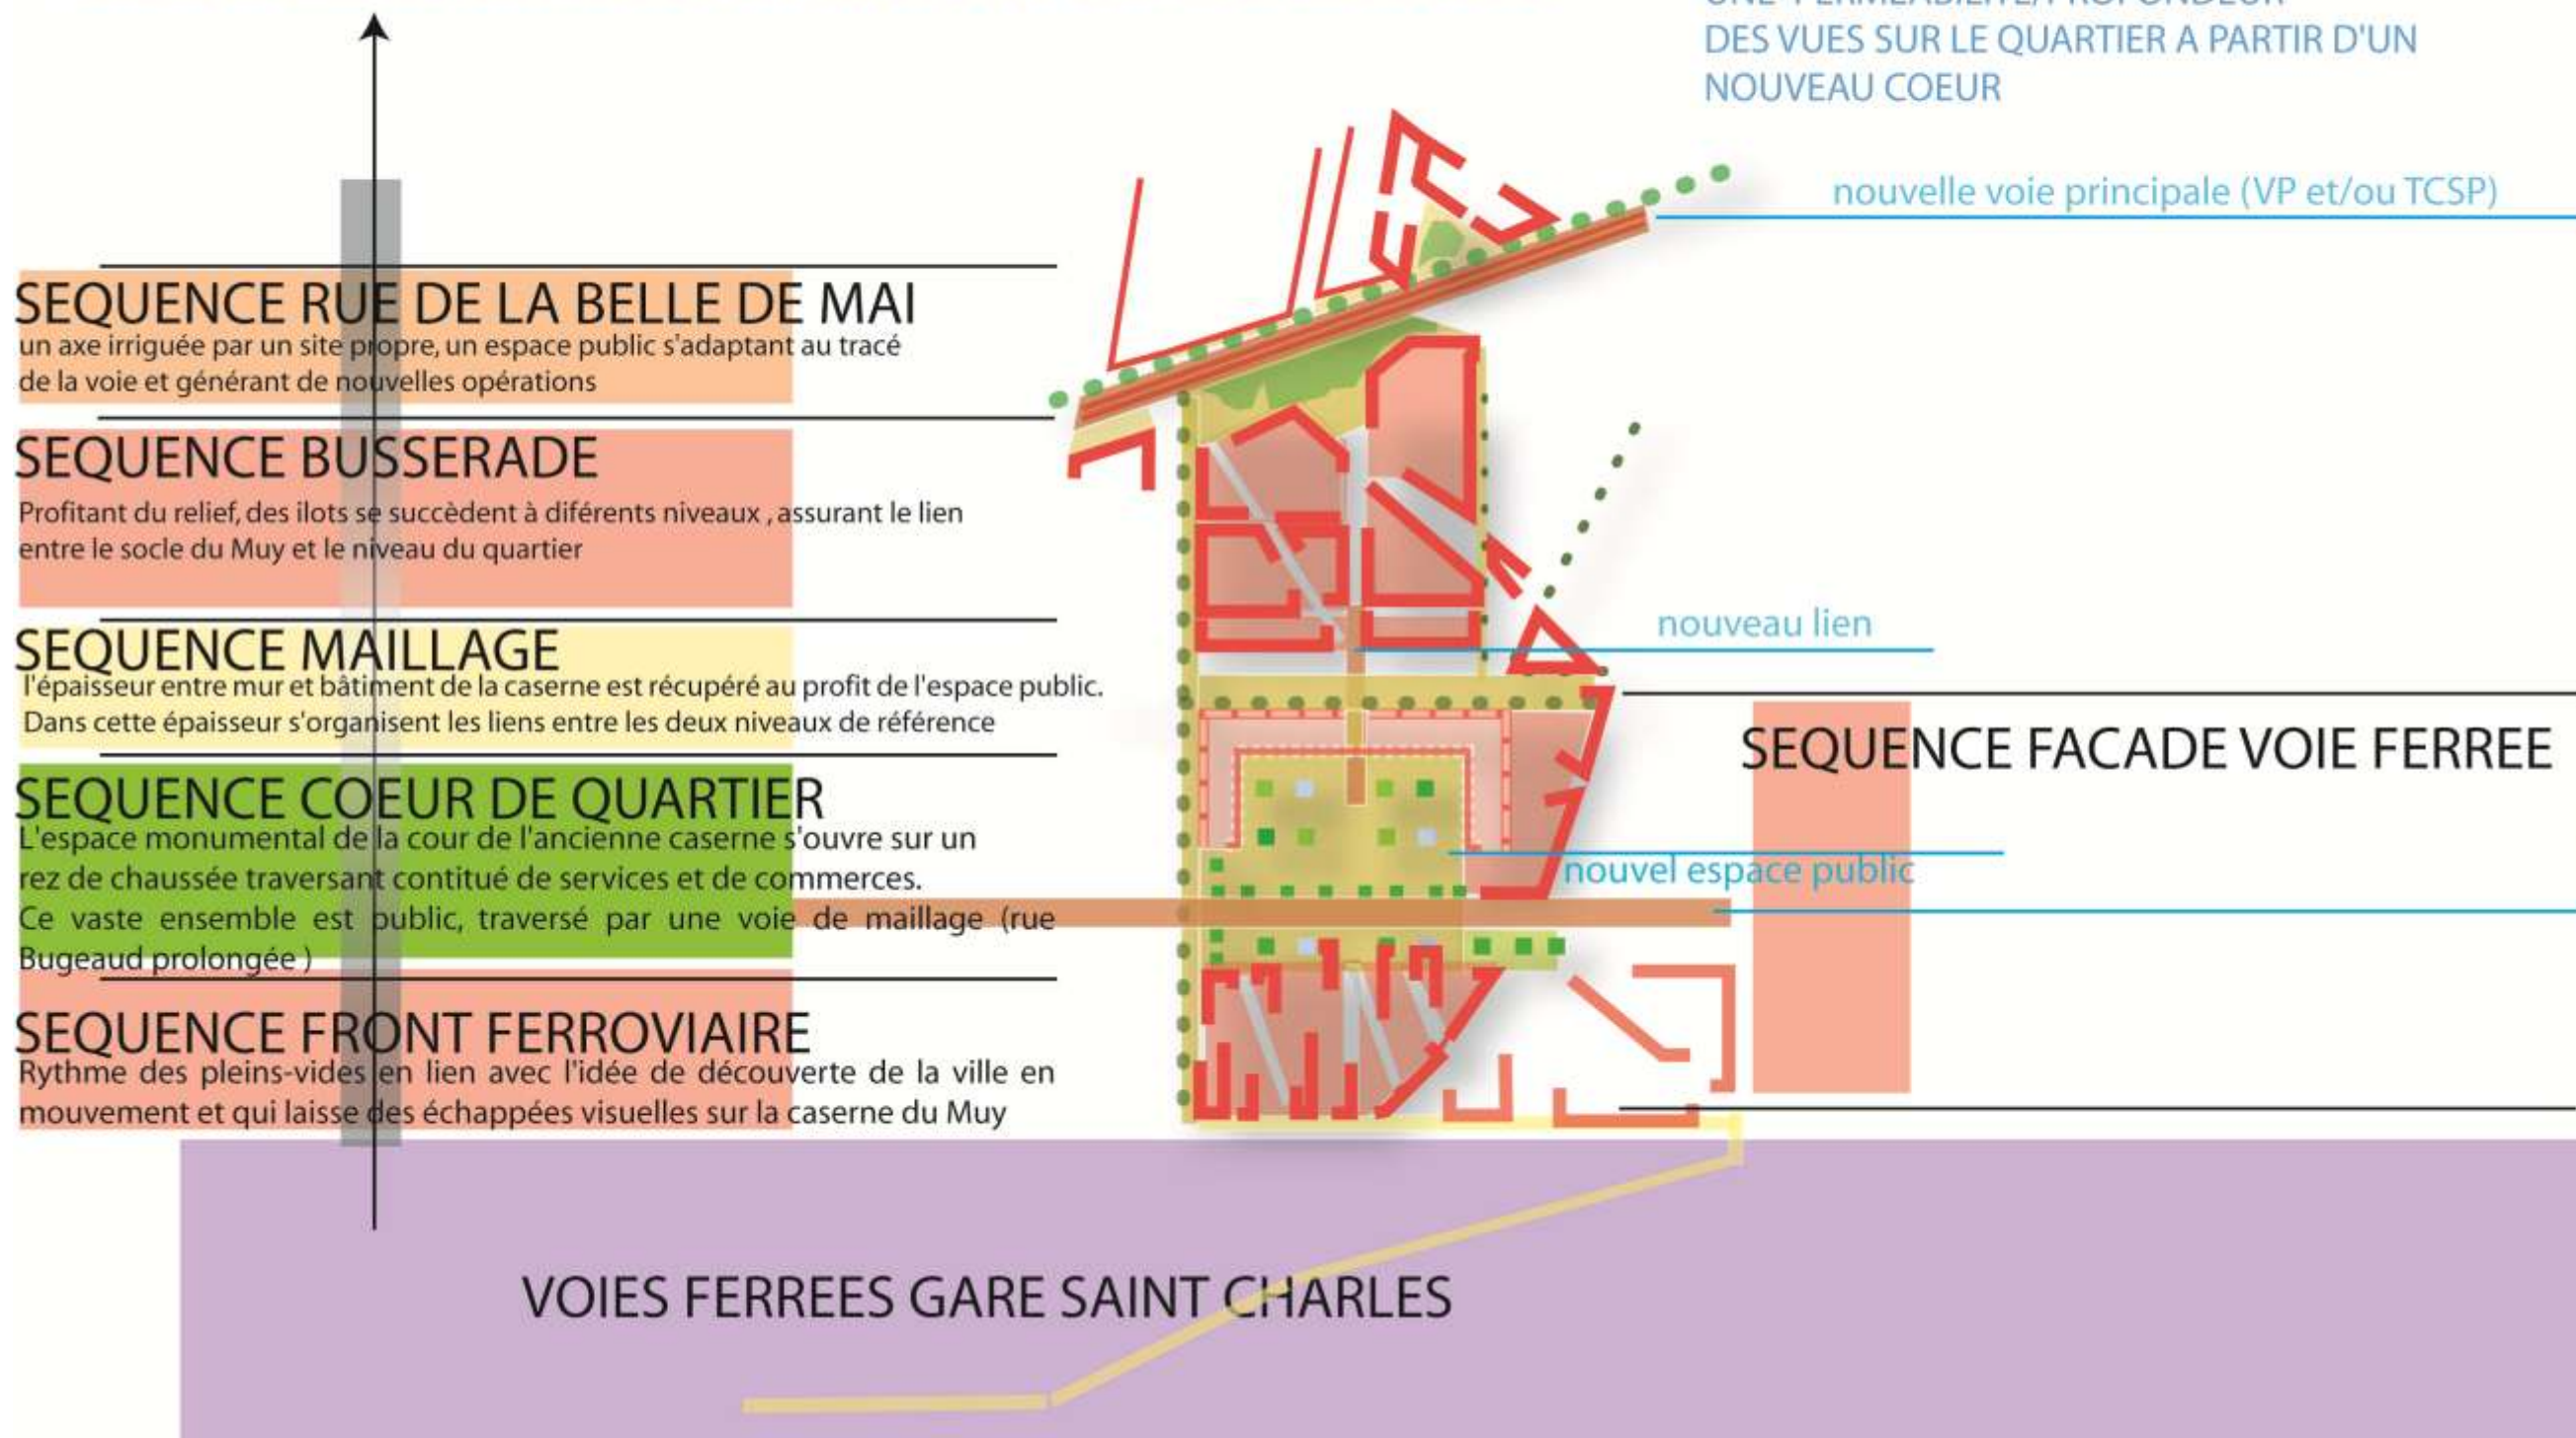 UNE PERMEABILITE/PROFONDEUR
DES VUES SUR LE QUARTIER A PARTIR D'UN
NOUVEAU COEUR
nouvelle voie principale (VP et/ou TCSP)
SEQUENCE RUE DE LA BELLE DE MAI
un axe irriguée par un site propre, un espace public s'adaptant au tracé
de la voie et générant de nouvelles opérations
SEQUENCE BUSSERADE
Profitant du relief, des ilots se succèdent à diférents niveaux , assurant le lien
entre le socle du Muy et le niveau du quartier
nouveau lien
SEQUENCE MAILLAGE
l'épaisseur entre mur et bâtiment de la caserne est récupéré au profit de l'espace public.
Dans cette épaisseur s'organisent les liens entre les deux niveaux de référence
SEQUENCE FACADE VOIE FERREE
SEQUENCE COEUR DE QUARTIER
L'espace monumental de la cour de l'ancienne caserne s'ouvre sur un
rez de chaussée traversant contitué de services et de commerces.
Ce vaste ensemble est public, traversé par une voie de maillage (rue
Bugeaud prolongée )
nouvel espace public
SEQUENCE FRONT FERROVIAIRE
Rythme des pleins-vides en lien avec l'idée de découverte de la ville en
mouvement et qui laisse des échappées visuelles sur la caserne du Muy
VOIES FERREES GARE SAINT CHARLES